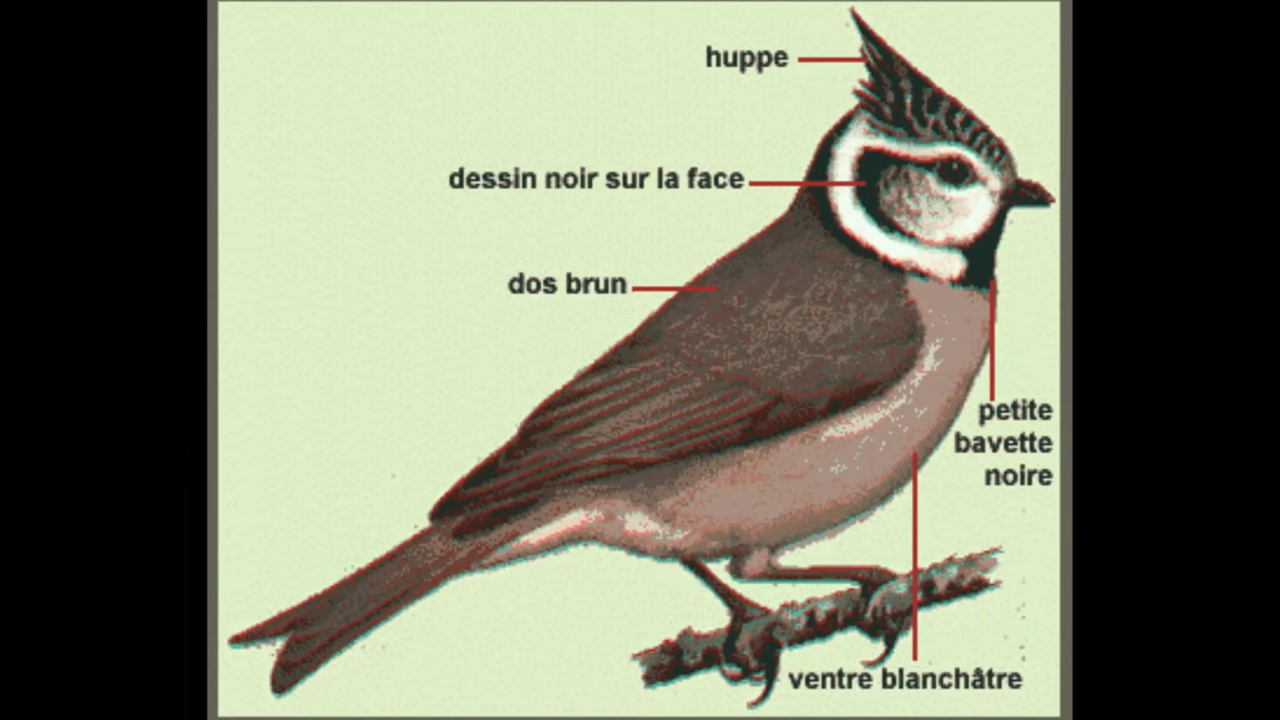 huppe
dessin noir sur la face
dos brun
petite
bavette
noire
ventre blanchâtre